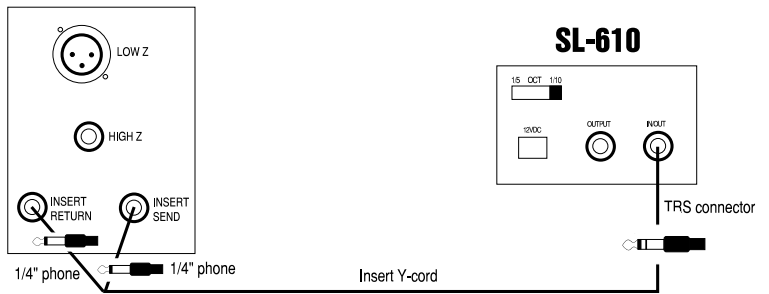 SL-610
LOW Z
1/5 OCT 1/10
HIGH Z
12VDC
OUTPUT
IN/OUT
INSERT
RETURN
INSERT
SEND
TRS connector
1/4" phone
1/4" phone
Insert Y-cord